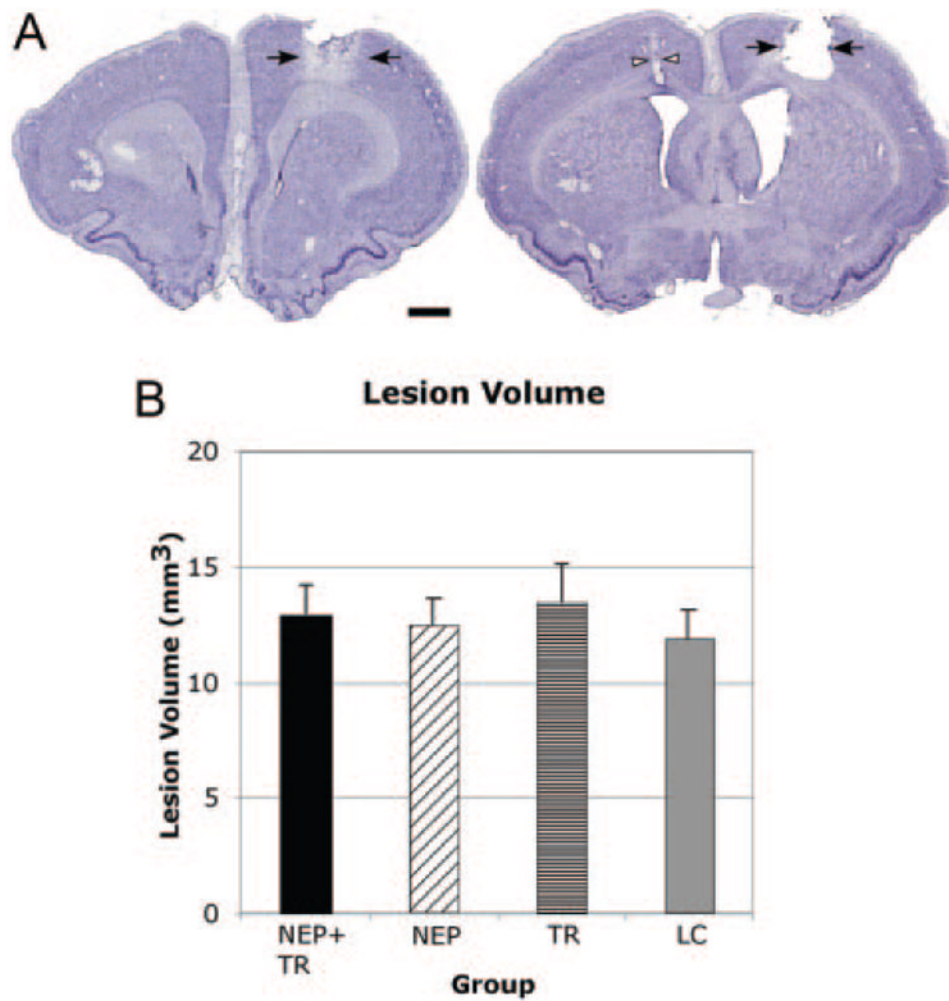 A
B
Lesion Volume
Lesion Volume (mm3)
20
15
10
5
0
NEP+
TR
NEP
TR
LC
Group